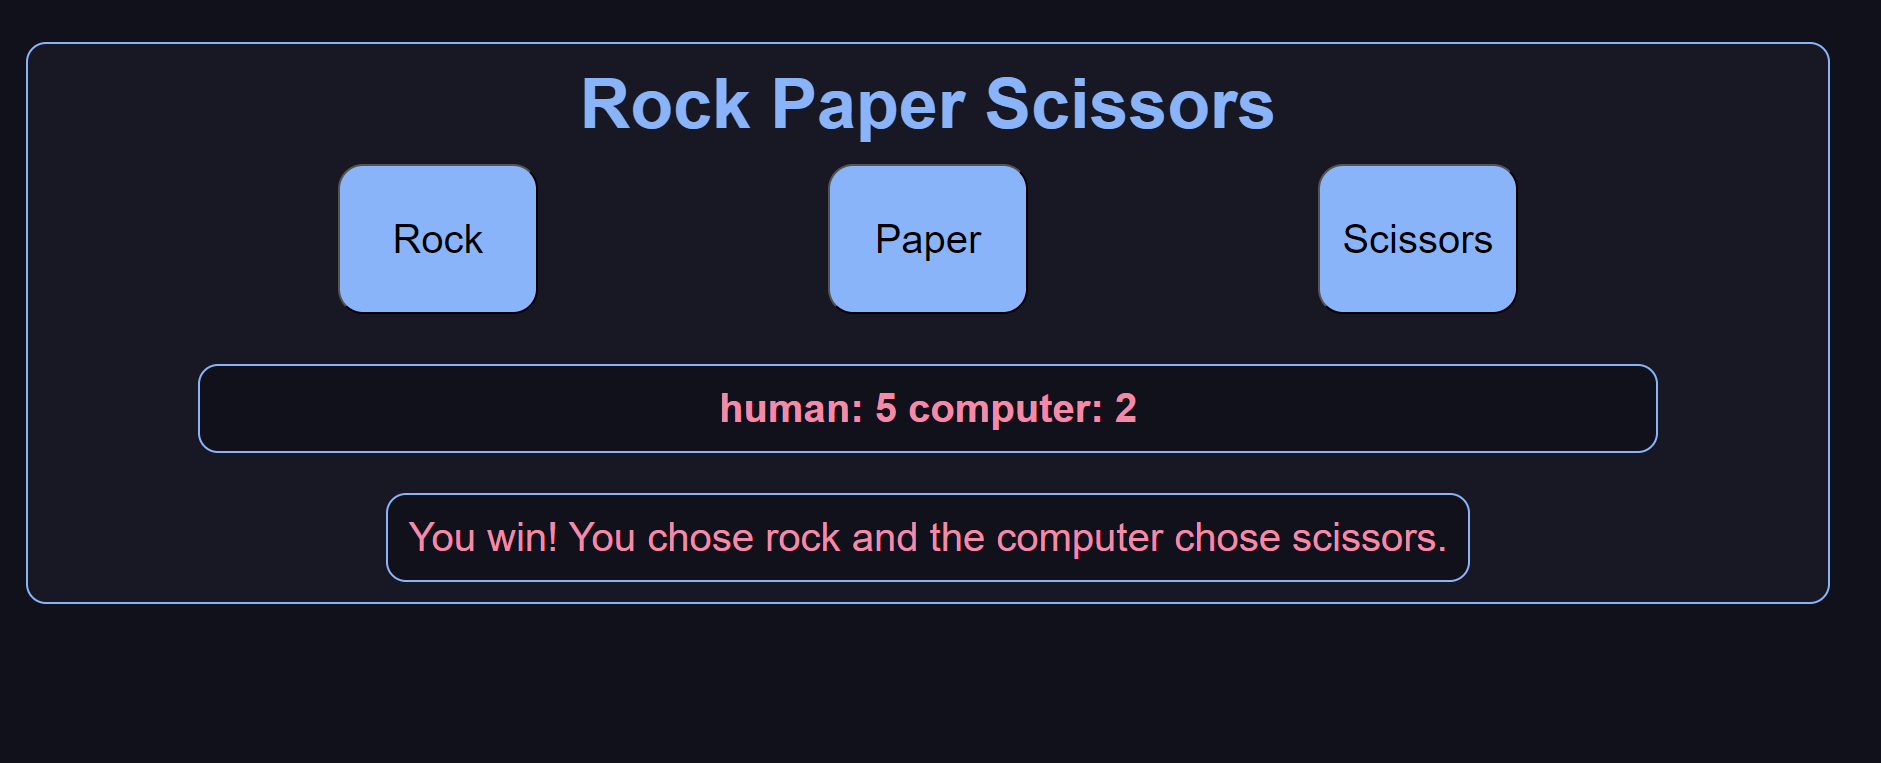 Rock Paper Scissors
Rock Paper Scissors
human: 5 computer: 2
You win! You chose rock and the computer chose scissors.